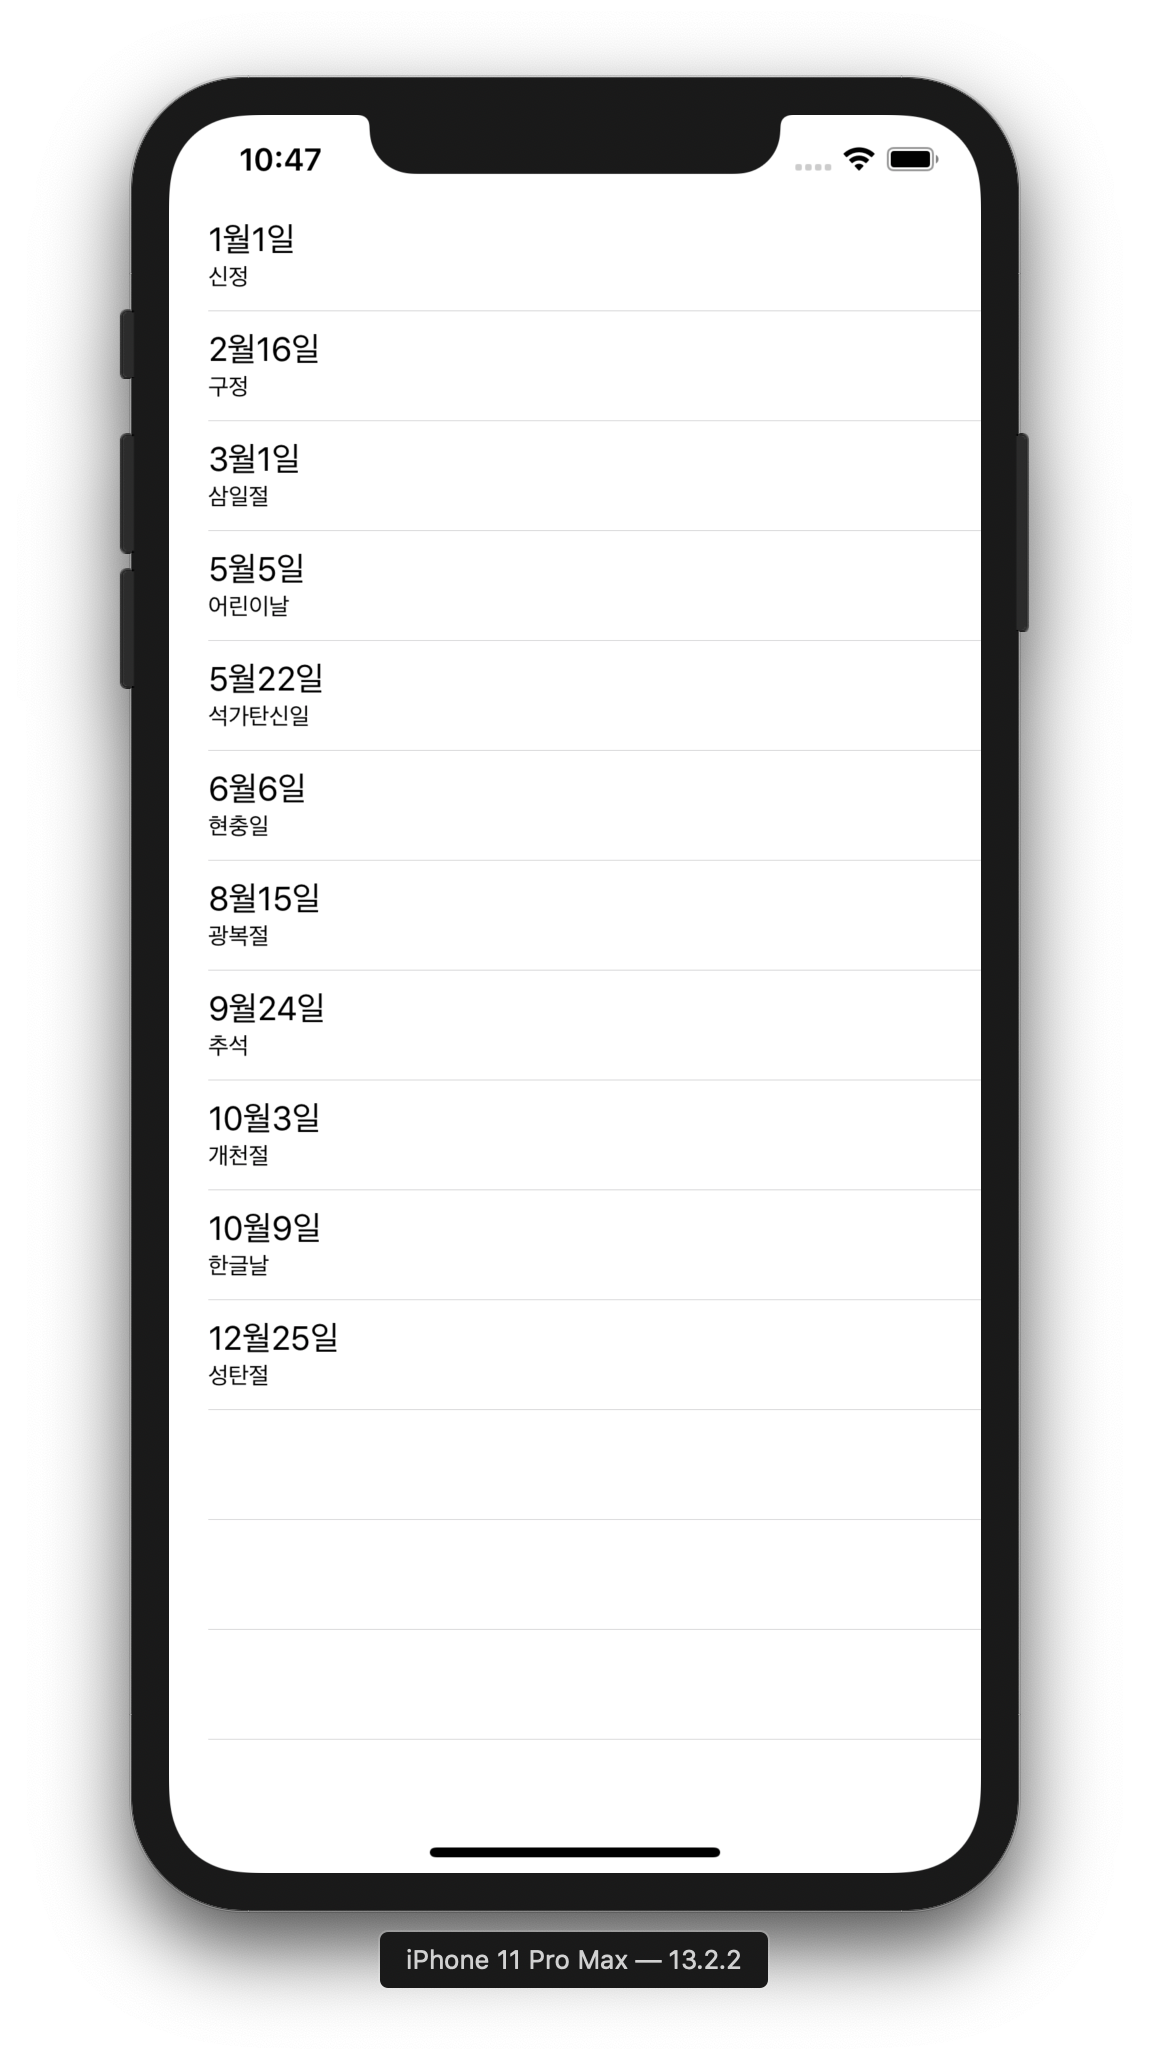 10:47
1월1일
신정
2월16일
구정
3월1일
삼일절
5월5일
어린이날
5월22일
석가탄신일
6월6일
현충일
8월15일
광복절
9월24일
추석
10월3일
개천절
10월9일
한글날
12월25일
성탄절
iPhone 11 Pro Max — 13.2.2